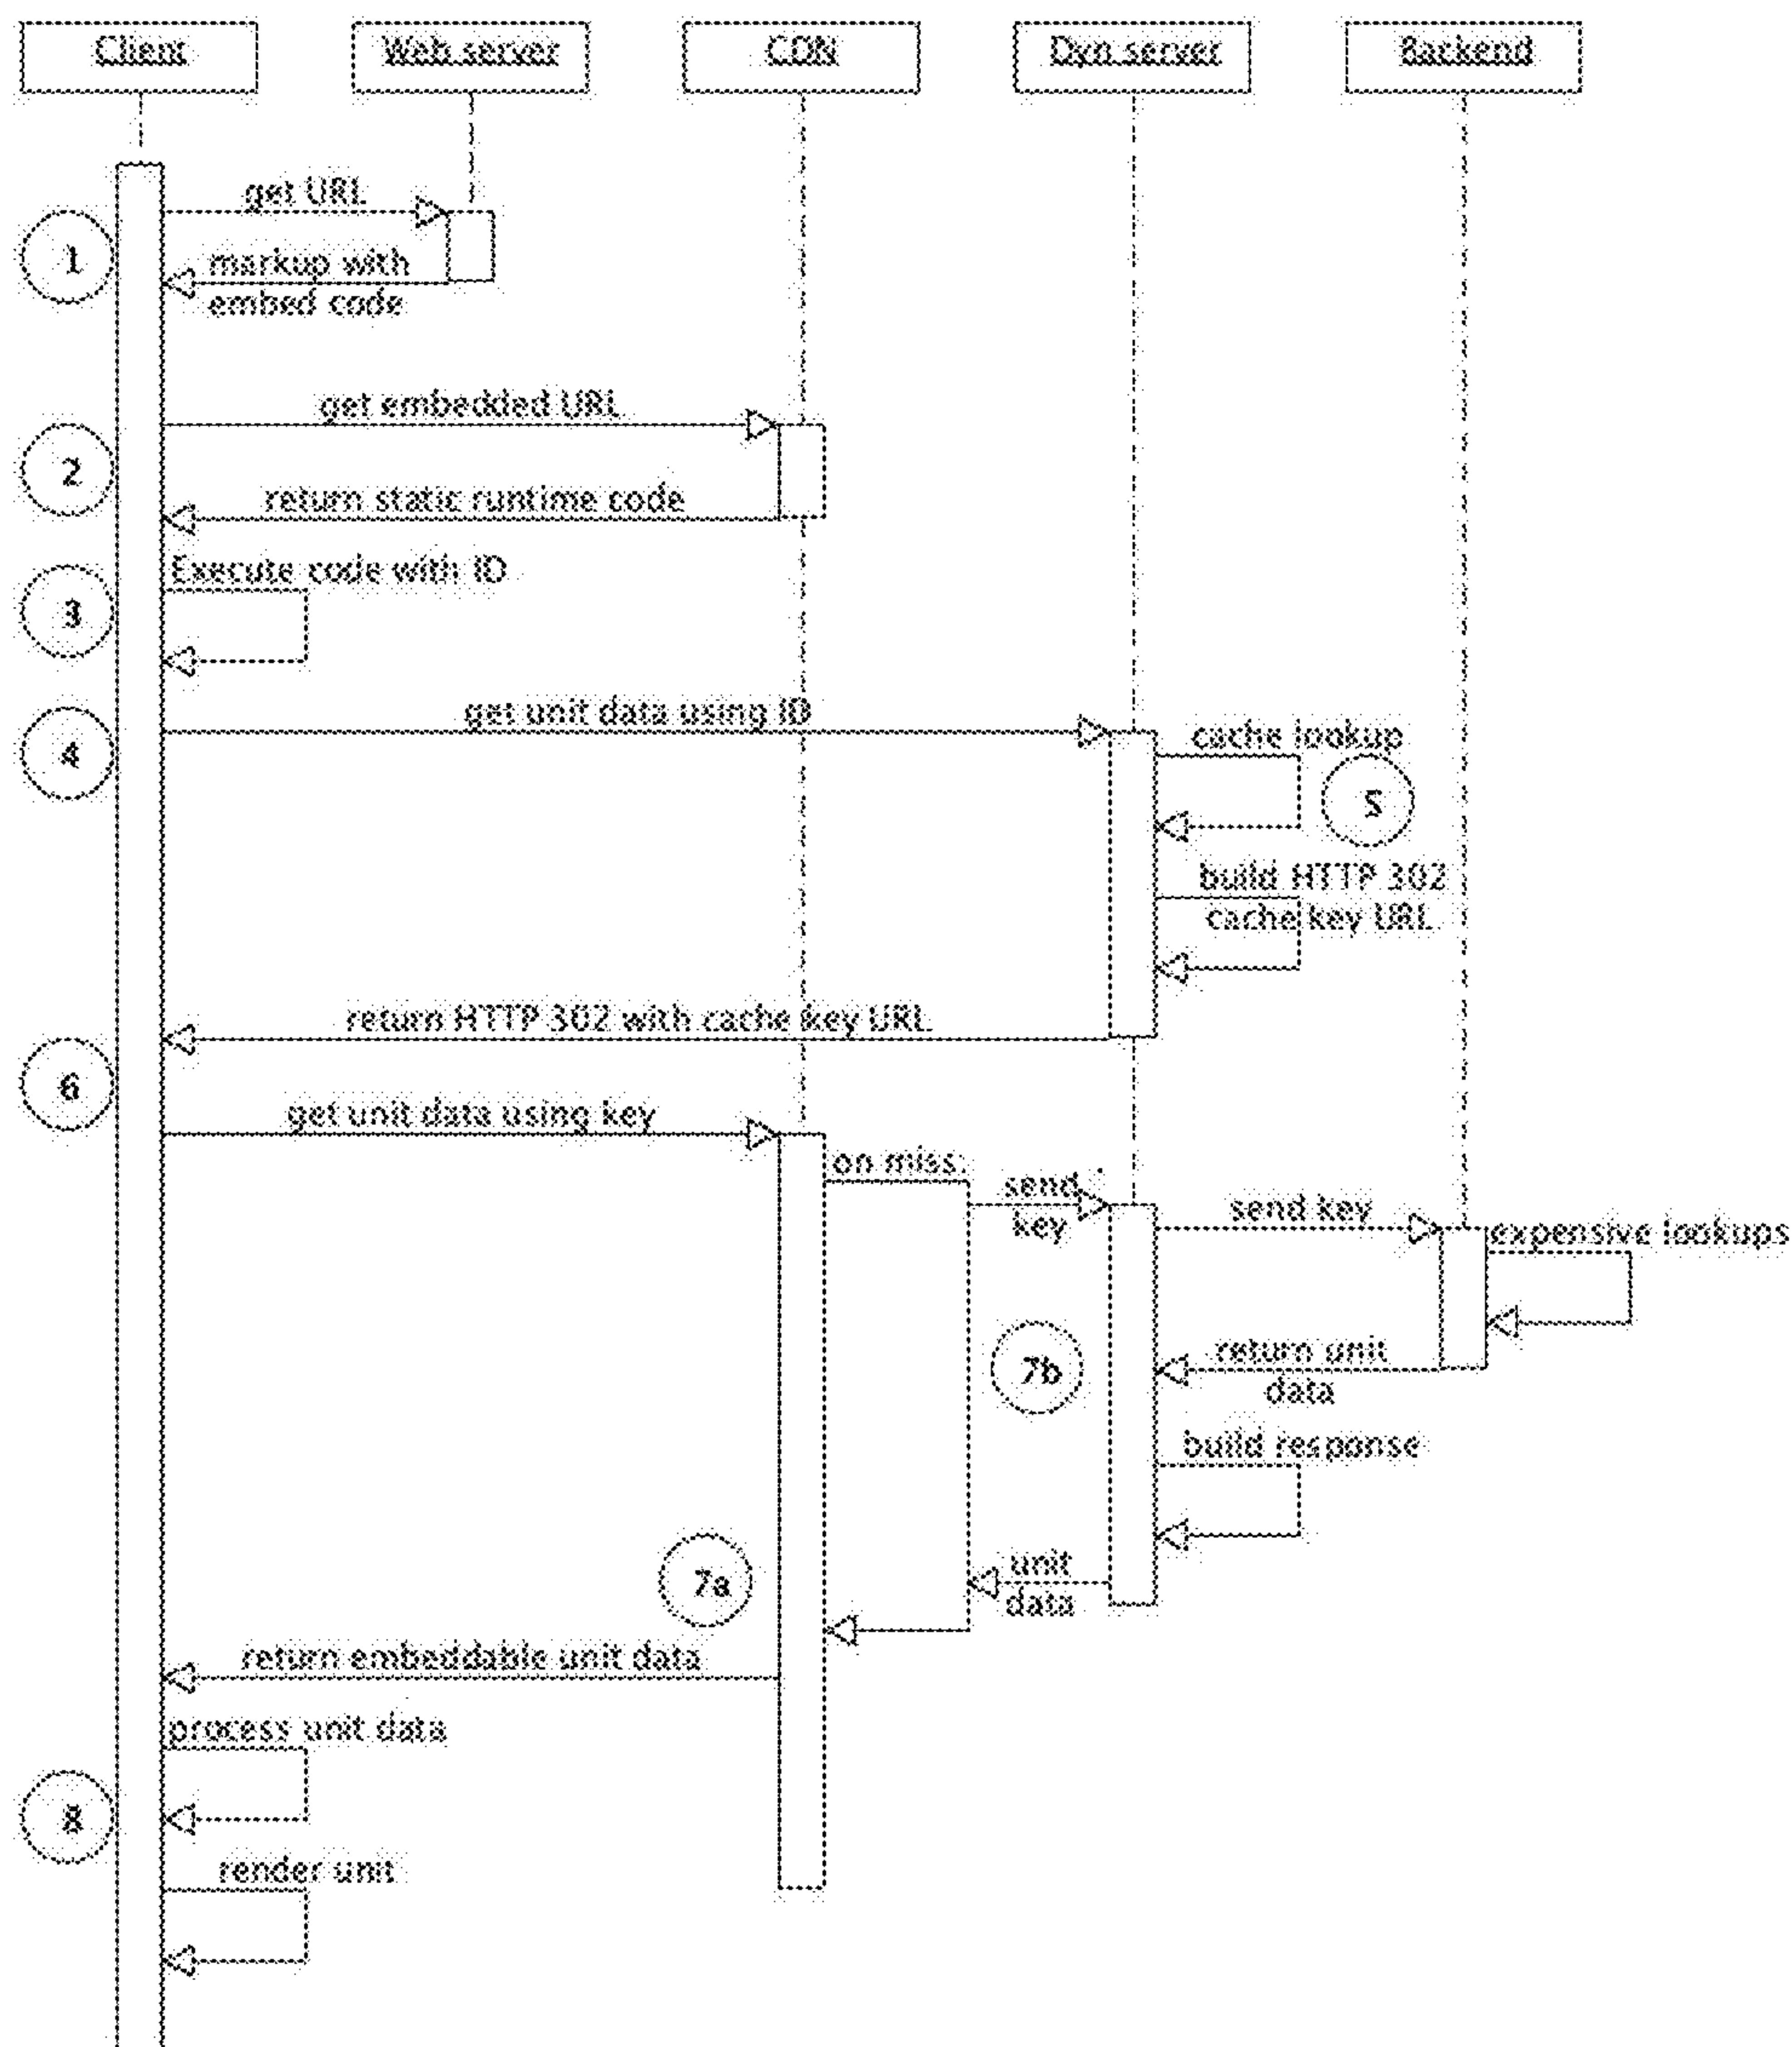 Client
Web server
CDN
Dyn server
Backend
get URL
1
markup with
embed code
get embedded URL
2
return static runtime code
Execute code with ID
3
get unit data using ID
4
cache lookup
5
build HTTP 302
cache key URL
return HTTP 302 with cache key URL
6
get unit data using key
on miss
send
key
send key
expensive lookups
7b
return unit
data
build response
7a
unit
data
return embeddable unit data
process unit data
8
render unit